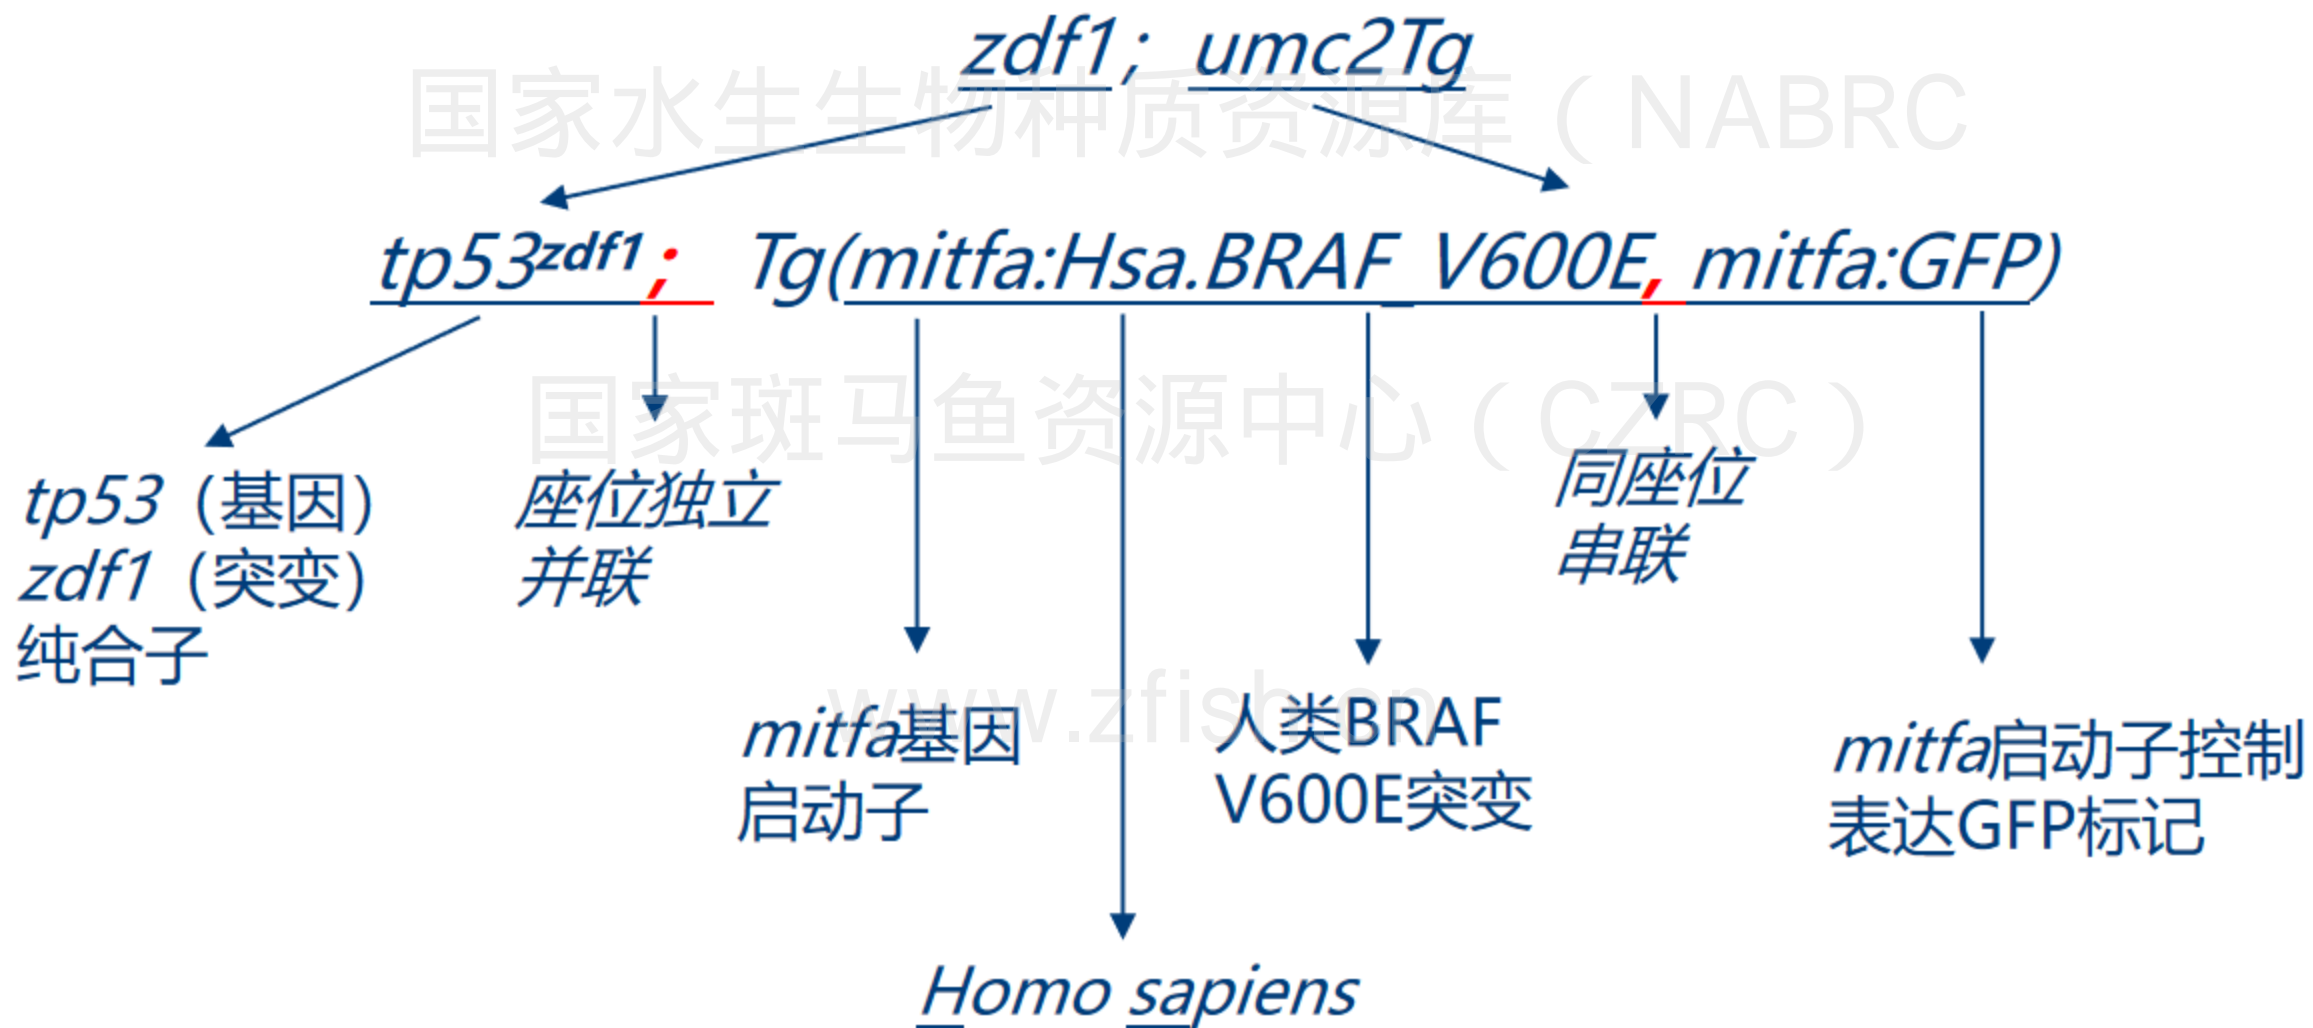 zdf1; umc2Tg
国家水生生物种质资源库（NABRC
tp53zdf1; Tg(mitfa:Hsa.BRAF_V600E, mitfa:GFP)
国家斑马鱼资源中心（CZRC）
tp53（基因）
zdf1（突变）
纯合子
座位独立
并联
同座位
串联
www.zfish.cn
mitfa基因
启动子
人类BRAF
V600E突变
mitfa启动子控制
表达GFP标记
Homo sapiens